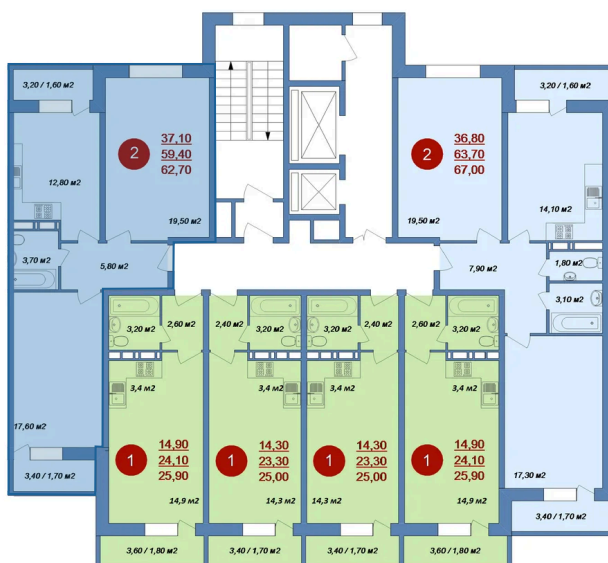 3,20 / 1,60 м2
2
37,10
59,40
62,70
12,80 м2
19,50 м2
3,70 м2
5,80 м2
17,60 м2
3,40 / 1,70 м2
2
36,80
63,70
67,00
3,20 / 1,60 м2
19,50 м2
14,10 м2
7,90 м2
1,80 м2
3,10 м2
17,30 м2
3,40 / 1,70 м2
3,20 м2
2,60 м2
3,4 м2
1
14,90
24,10
25,90
14,9 м2
3,60 / 1,80 м2
2,40 м2
3,20 м2
3,4 м2
1
14,30
23,30
25,00
14,3 м2
3,40 / 1,70 м2
3,20 м2
2,40 м2
3,4 м2
1
14,30
23,30
25,00
14,3 м2
3,40 / 1,70 м2
2,60 м2
3,20 м2
3,4 м2
1
14,90
24,10
25,90
14,9 м2
3,60 / 1,80 м2